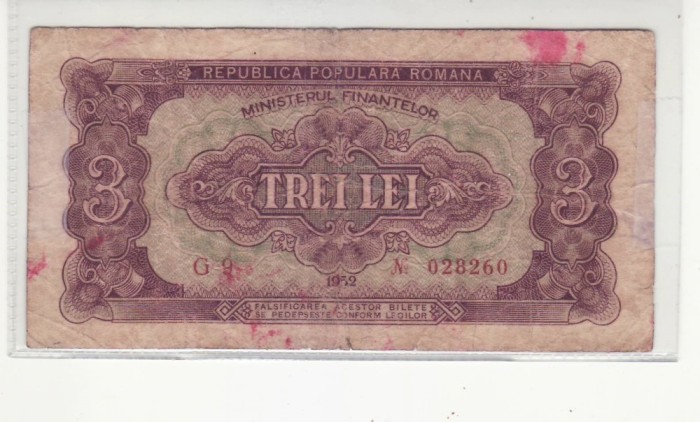 REPUBLICA POPULARA ROMANA
MINISTERUL FINANTELOR
3 TREI LEI 3
G 9 № 028260
1952
FALSIFICAREA ACESTOR BILETE
SE PEDEPSESTE CONFORM LEGILOR